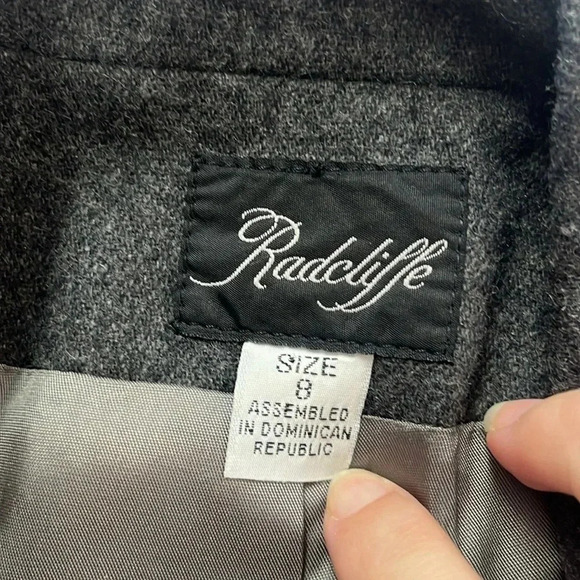 Radcliffe
SIZE
8
ASSEMBLED
IN DOMINICAN
REPUBLIC